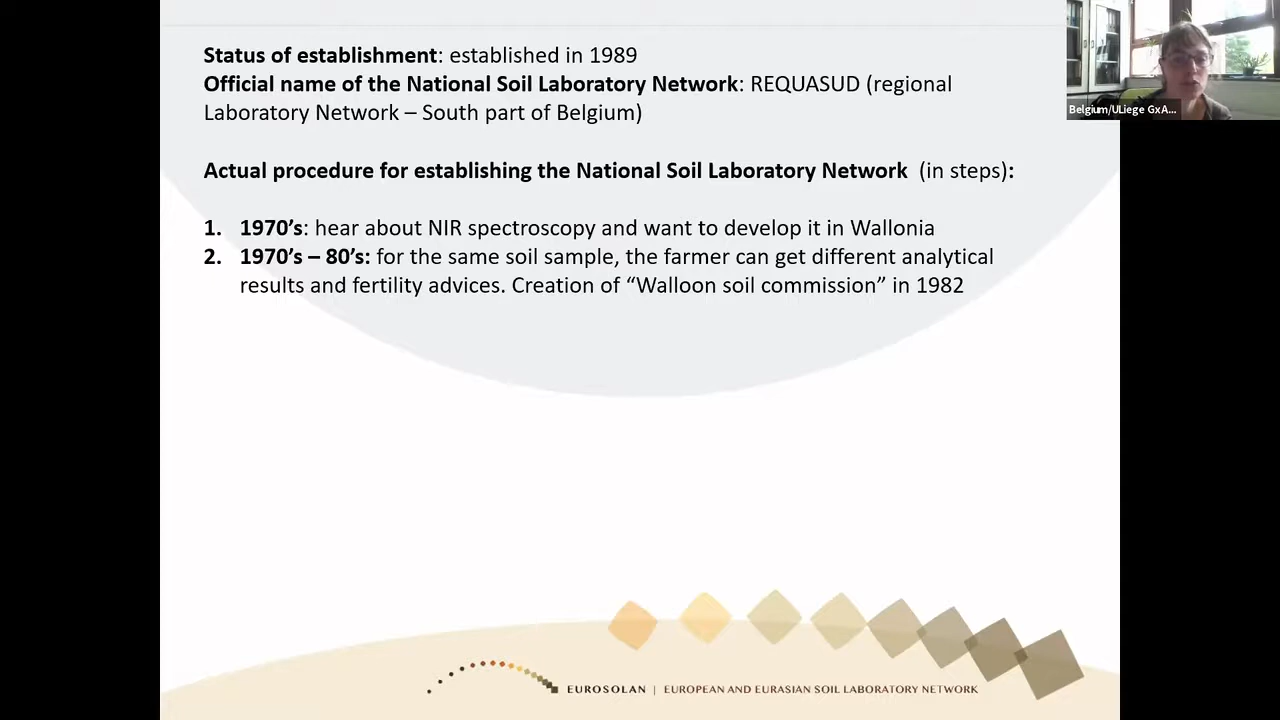 Status of establishment: established in 1989
Official name of the National Soil Laboratory Network: REQUASUD (regional
Laboratory Network – South part of Belgium)
Actual procedure for establishing the National Soil Laboratory Network (in steps):
1. 1970’s: hear about NIR spectroscopy and want to develop it in Wallonia
2. 1970’s – 80’s: for the same soil sample, the farmer can get different analytical
results and fertility advices. Creation of “Walloon soil commission” in 1982
Belgium/ULiege GxA...
EUROSOLAN | EUROPEAN AND EURASIAN SOIL LABORATORY NETWORK